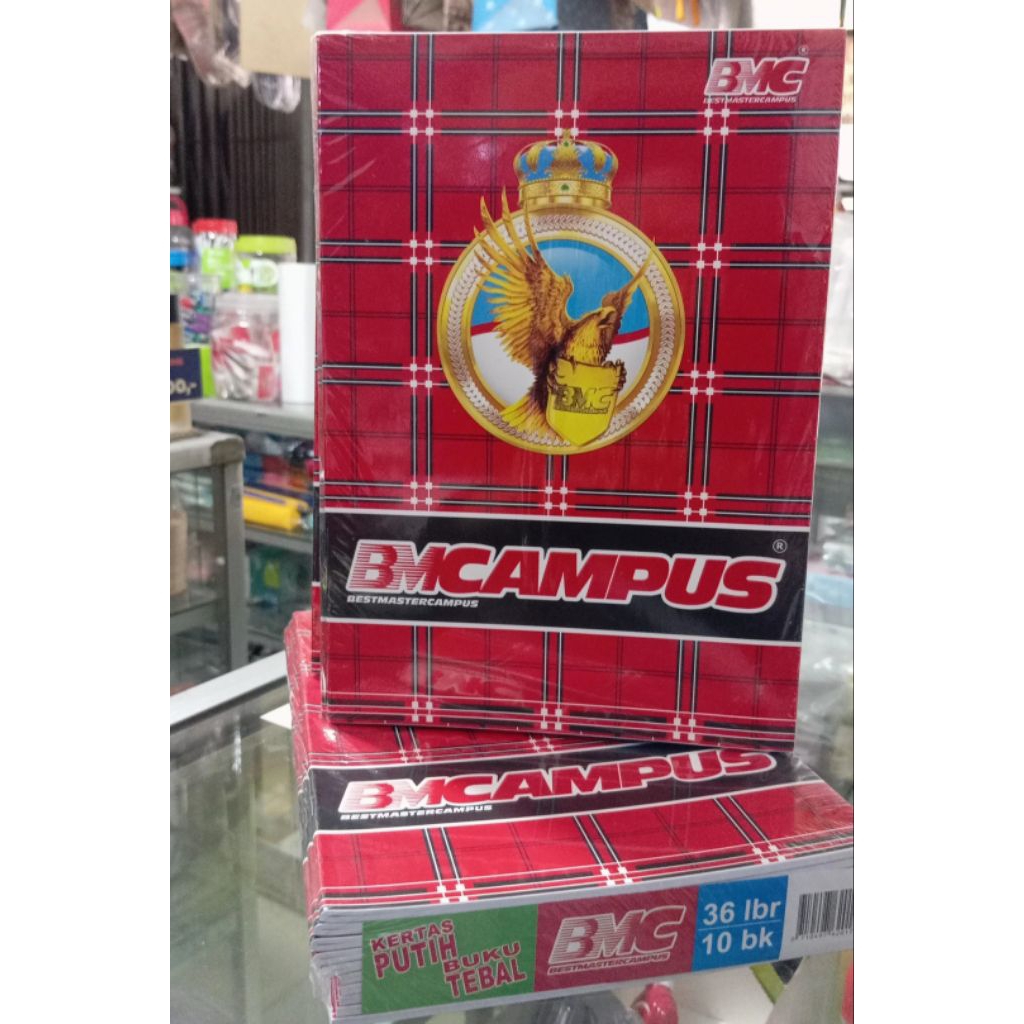 BMC ®
BESTMASTERCAMPUS
BMC
BMCAMPUS ®
BESTMASTERCAMPUS
BMCAMPUS
BESTMASTERCAMPUS
KERTAS
PUTIH
BUKU
TEBAL
BMC
BESTMASTERCAMPUS
36 lbr
10 bk